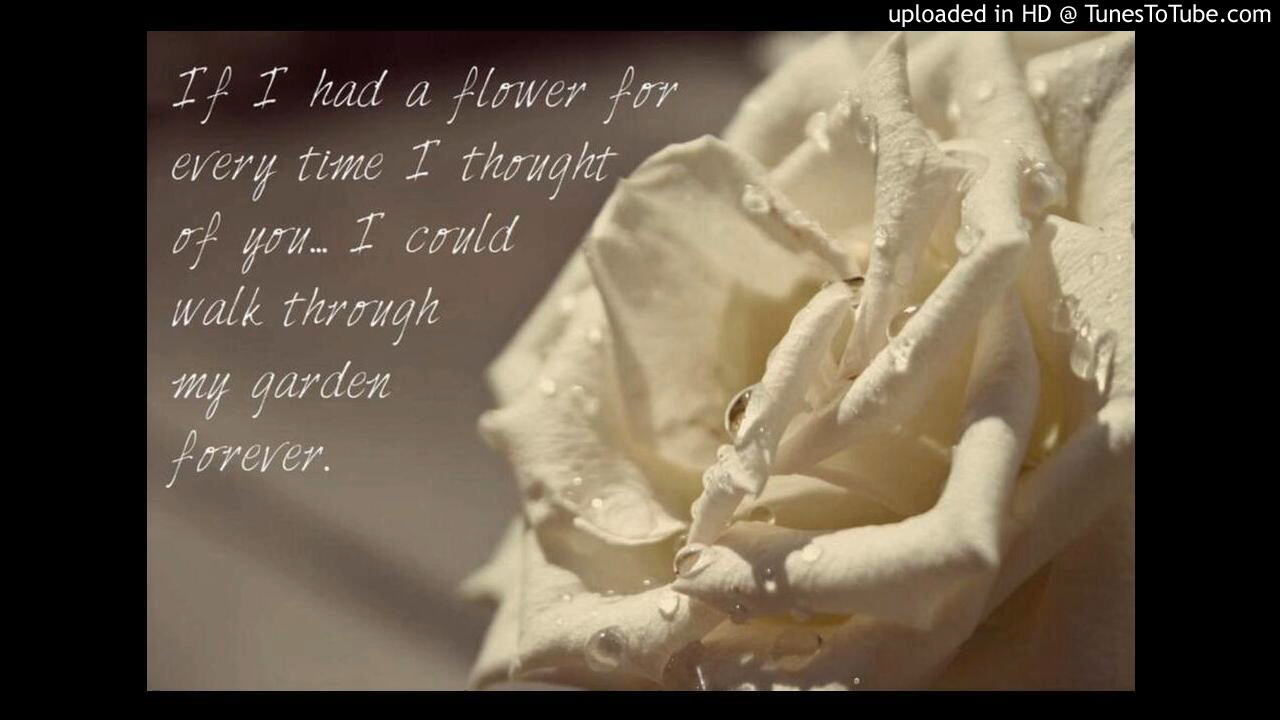 uploaded in HD @ TunesToTube.com
If I had a flower for
every time I thought
of you... I could
walk through
my garden
forever.